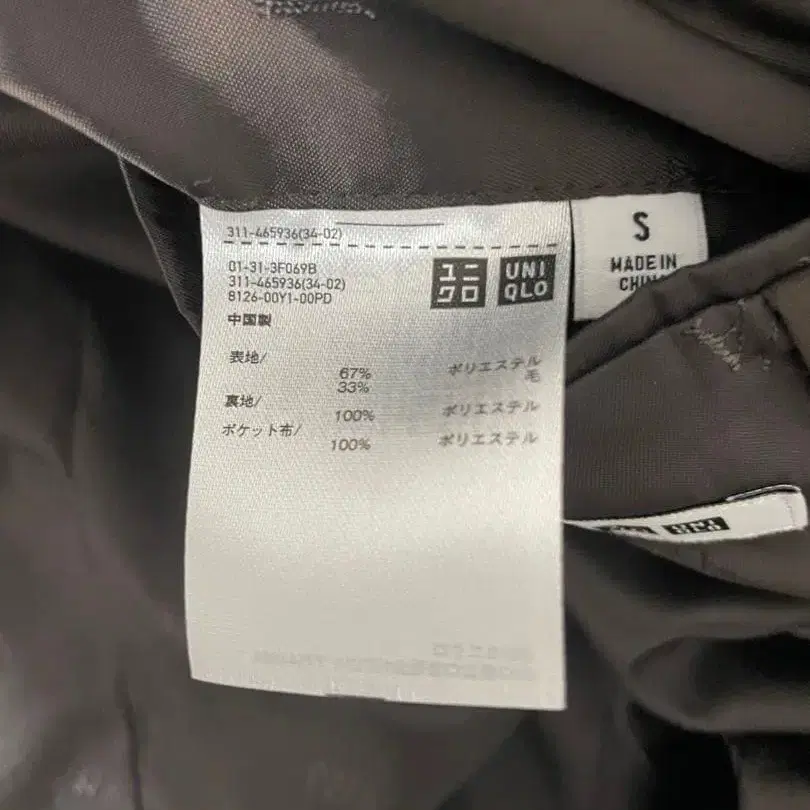 311-465936(34-02)
01-31-3F069B
311-465936(34-02)
8126-00Y1-00PD
中国製
ユニ
クロ
UNI
QLO
表地/
67% ポリエステル
33% 毛
裏地/
100% ポリエステル
ポケット布/
100% ポリエステル
S
MADE IN
CHINA